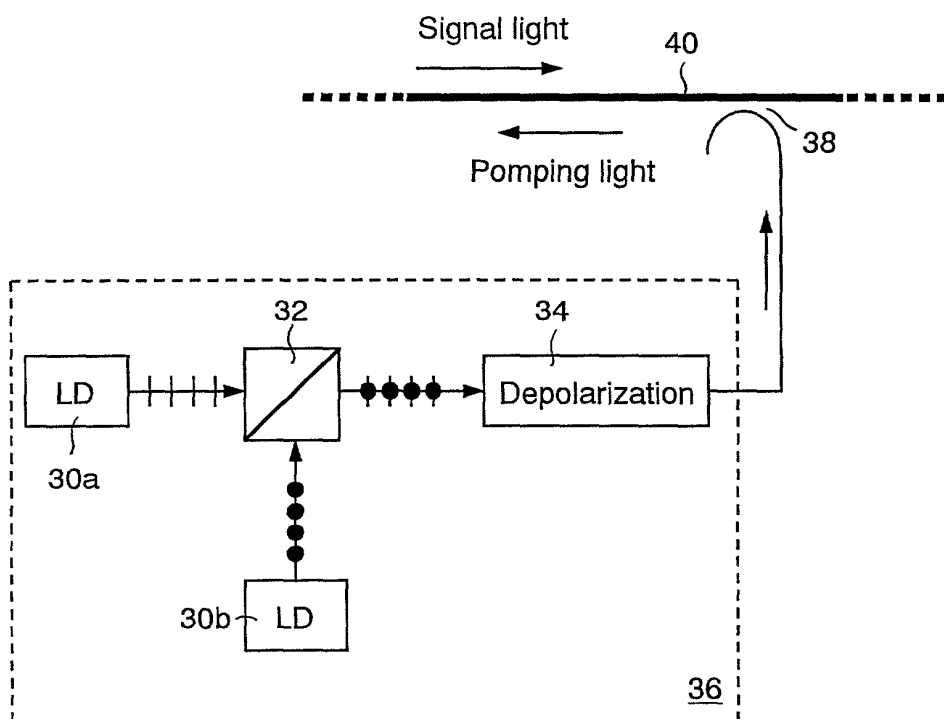 Signal light
40
38
Pomping light
32
34
LD
Depolarization
30a
30b
LD
36